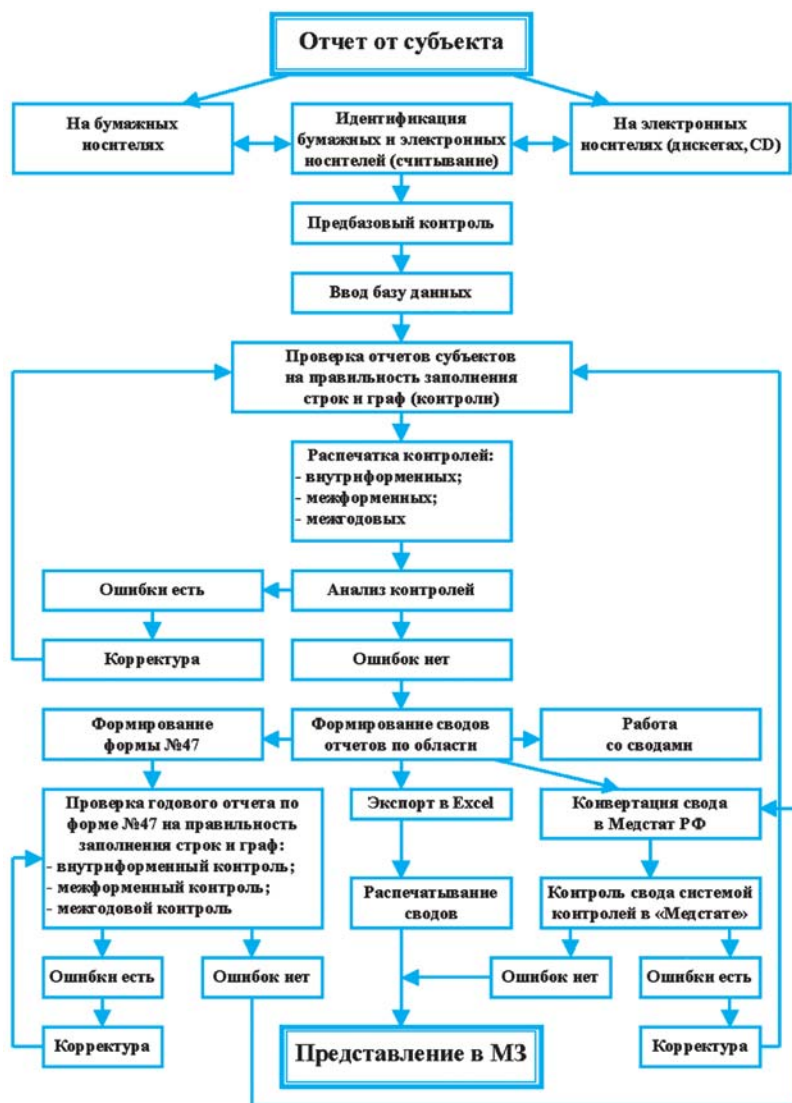 Отчет от субъекта
На бумажных
носителях
Идентификация
бумажных и электронных
носителей (считывание)
На электронных
носителях (дискетах, CD)
Предбазовый контроль
Ввод базу данных
Проверка отчетов субъектов
на правильность заполнения
строк и граф (контроли)
Распечатка контролей:
- внутриформенных;
- межформенных;
- межгодовых
Ошибки есть
Анализ контролей
Корректура
Ошибок нет
Формирование
формы №47
Формирование сводов
отчетов по области
Работа
со сводами
Проверка годового отчета по
форме №47 на правильность
заполнения строк и граф:
- внутриформенный контроль;
- межформенный контроль;
- межгодовой контроль
Экспорт в Excel
Конвертация свода
в Медстат РФ
Распечатывание
сводов
Контроль свода системой
контролей в «Медстате»
Ошибки есть
Ошибок нет
Ошибок нет
Ошибки есть
Корректура
Представление в МЗ
Корректура